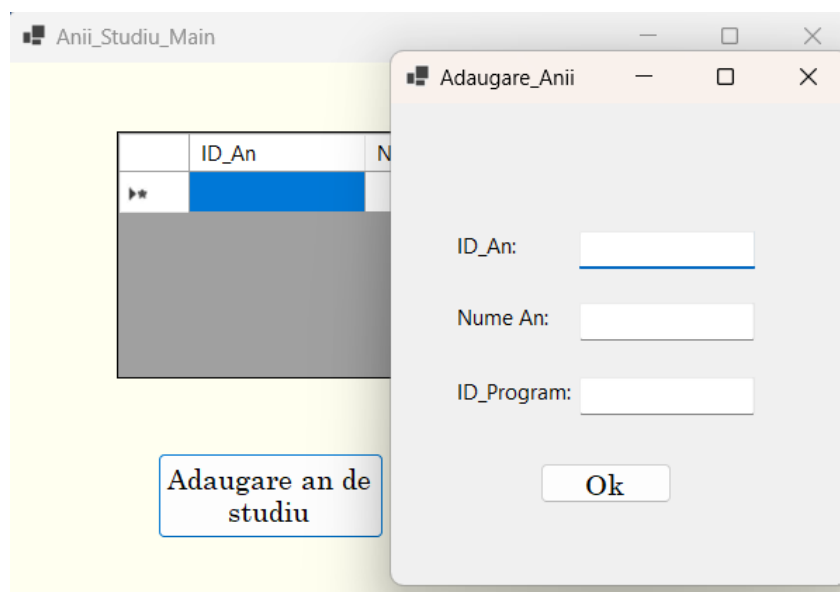 Anii_Studiu_Main
Adaugare_Anii
ID_An
N
ID_An:
Nume An:
ID_Program:
Ok
Adaugare an de
studiu